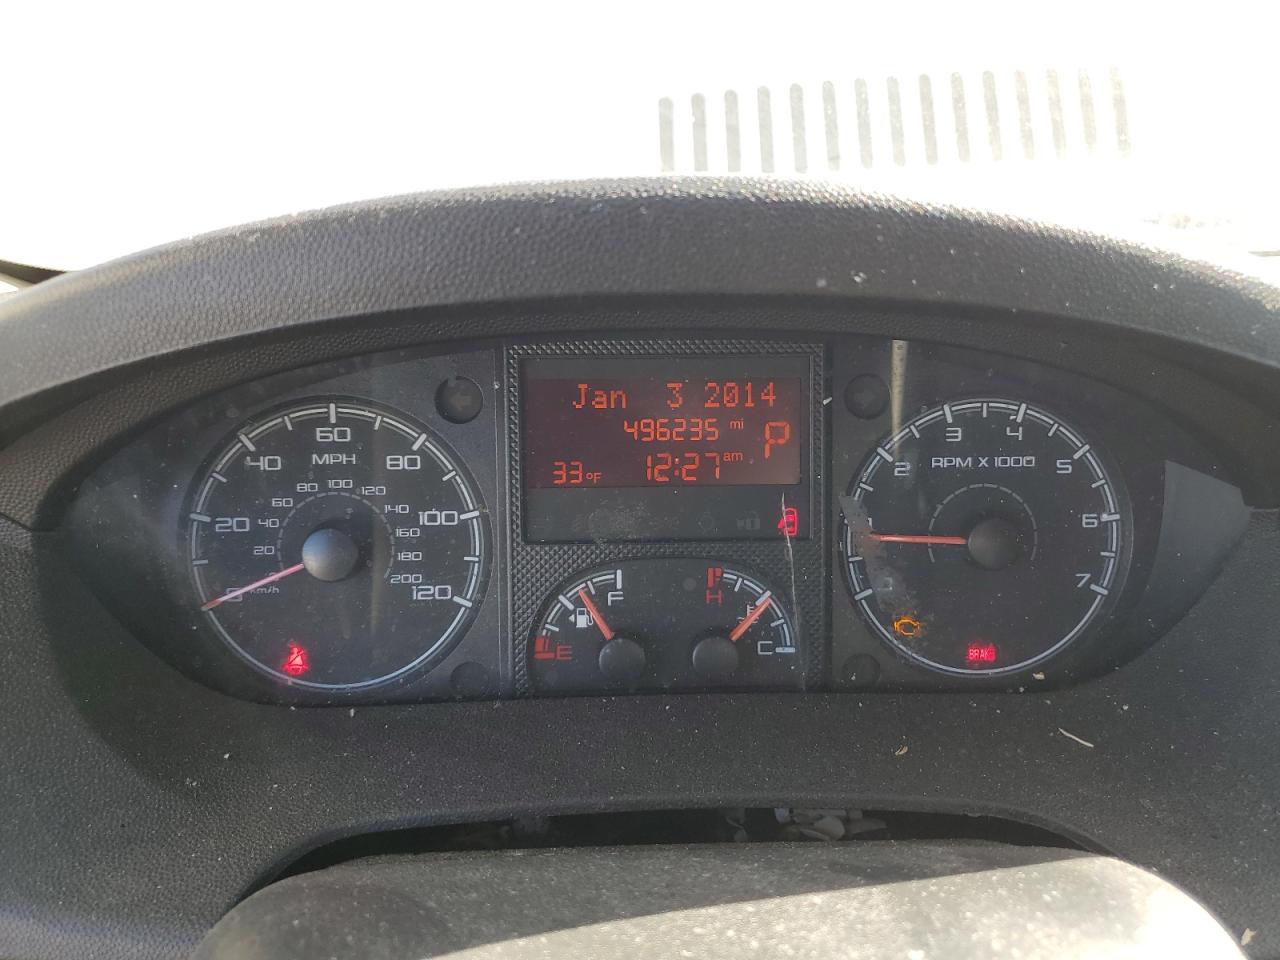 Jan 3 2014
496235 mi
P
33°F 12:27 am
0 20 40 60 80 100 120
MPH
20 40 60 80 100 120 140 160 180 200
km/h
E F
H C
2 3 4 5 6 7
RPM X 1000
BRAKE